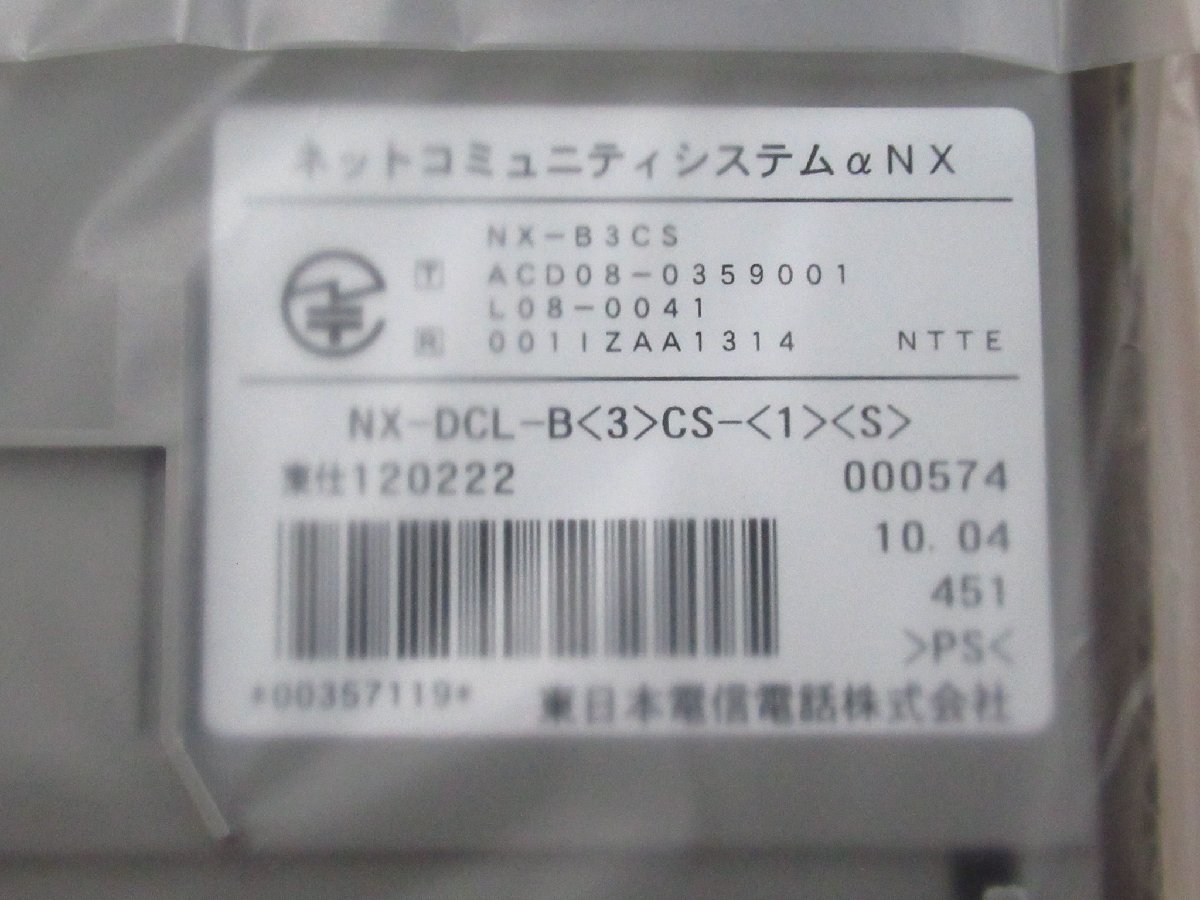 ネットコミュニティシステムαNX
NX-B3CS
T ACD08-0359001
L08-0041
R 001IZAA1314 NTTE
NX-DCL-B<3>CS-<1><S>
東仕120222 000574
10.04
451
>PS<
*00357119* 東日本電信電話株式会社